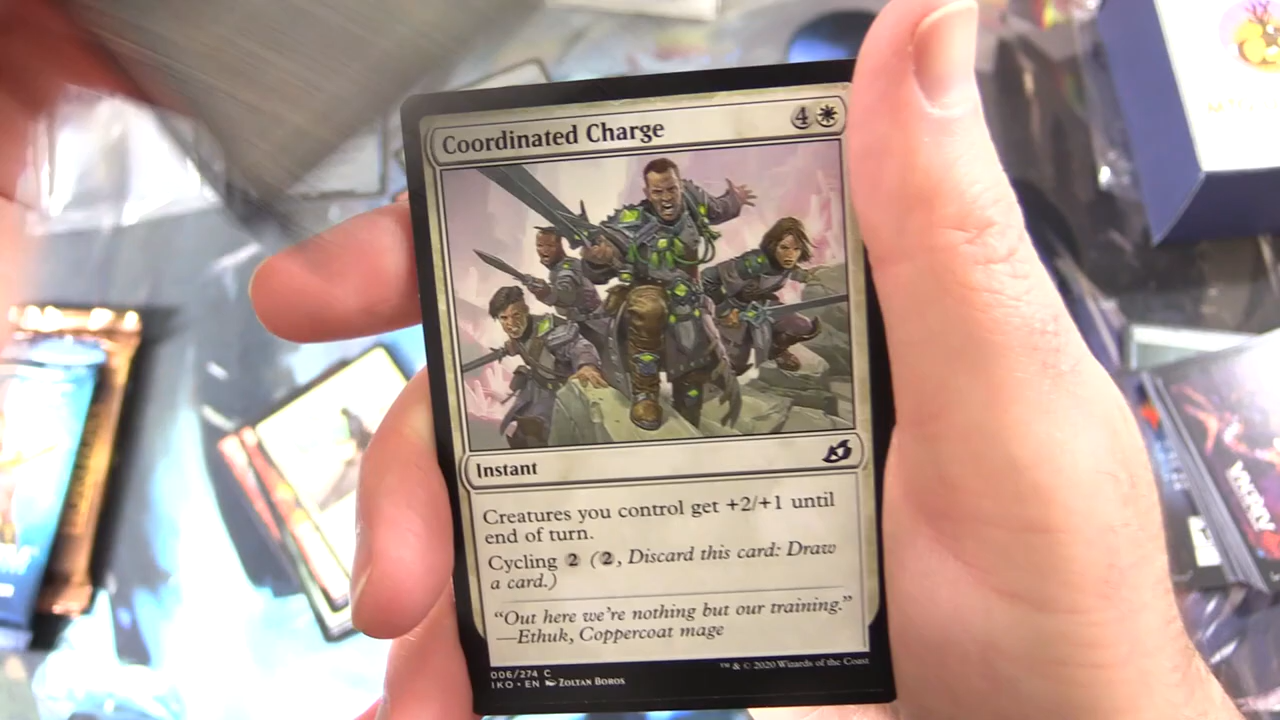 Coordinated Charge 4
Instant
Creatures you control get +2/+1 until
end of turn.
Cycling 2 (2, Discard this card: Draw
a card.)
“Out here we’re nothing but our training.”
—Ethuk, Coppercoat mage
006/274 C
IKO • EN Zoltan Boros
™ & © 2020 Wizards of the Coast